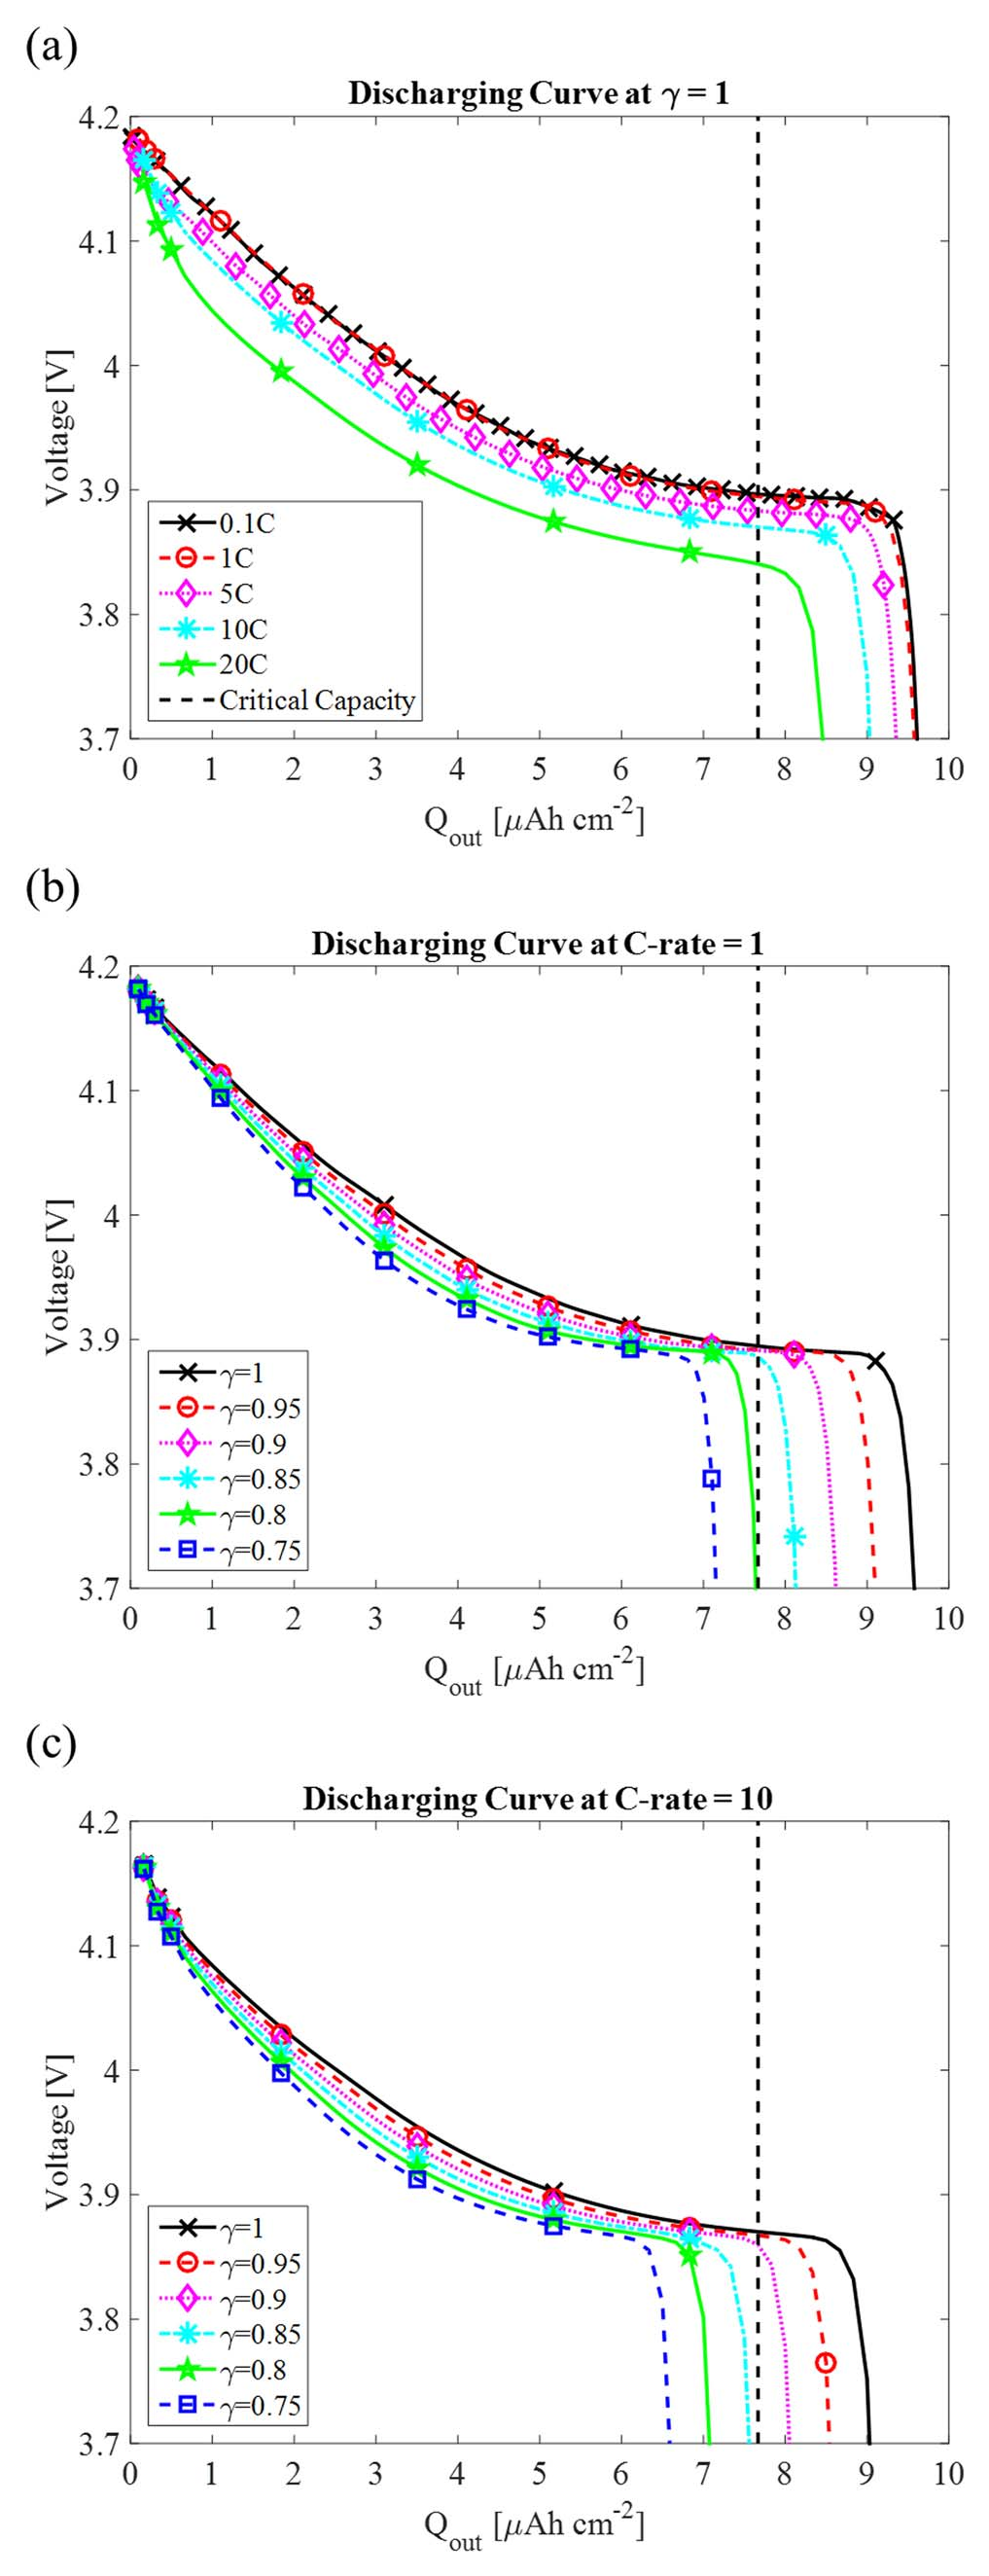 (a)
Discharging Curve at γ = 1
4.2
4.1
4
3.9
3.8
3.7
Voltage [V]
0.1C
1C
5C
10C
20C
Critical Capacity
0 1 2 3 4 5 6 7 8 9 10
Qout [μAh cm-2]
(b)
Discharging Curve at C-rate = 1
4.2
4.1
4
3.9
3.8
3.7
Voltage [V]
γ=1
γ=0.95
γ=0.9
γ=0.85
γ=0.8
γ=0.75
0 1 2 3 4 5 6 7 8 9 10
Qout [μAh cm-2]
(c)
Discharging Curve at C-rate = 10
4.2
4.1
4
3.9
3.8
3.7
Voltage [V]
γ=1
γ=0.95
γ=0.9
γ=0.85
γ=0.8
γ=0.75
0 1 2 3 4 5 6 7 8 9 10
Qout [μAh cm-2]